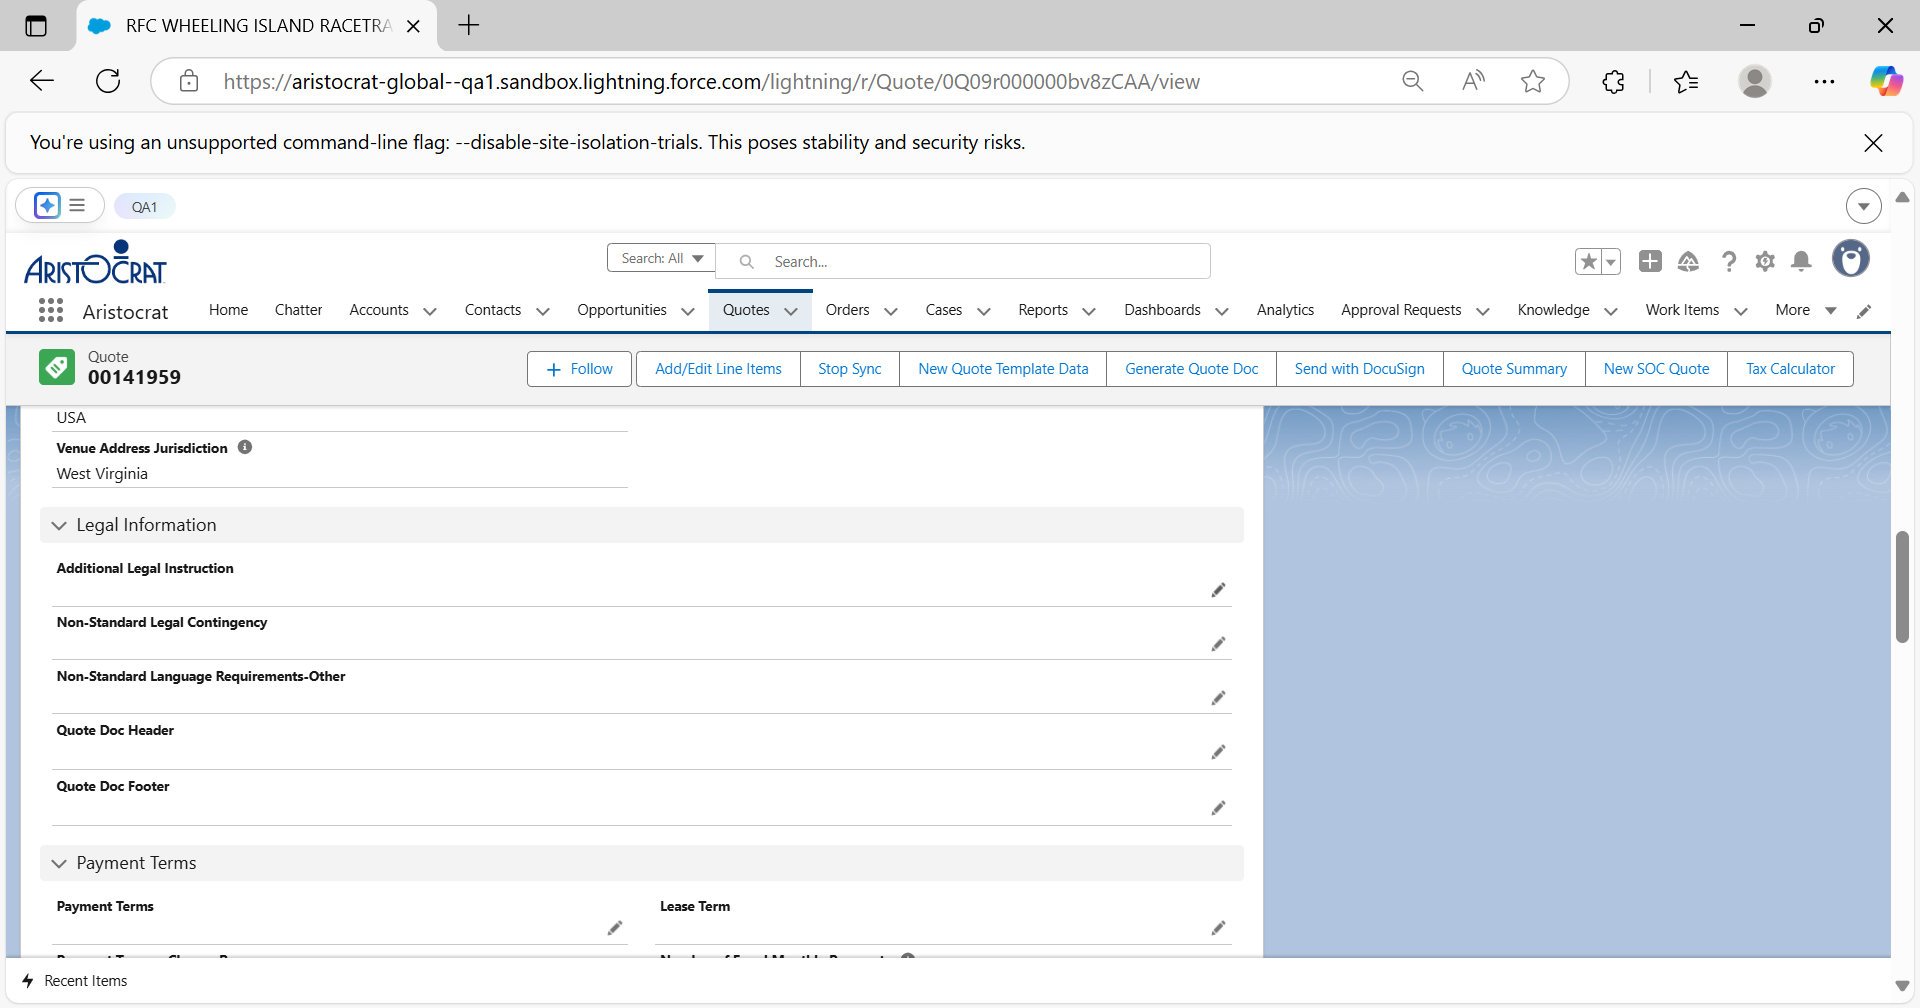 RFC WHEELING ISLAND RACETRA
https://aristocrat-global--qa1.sandbox.lightning.force.com/lightning/r/Quote/0Q09r000000bv8zCAA/view
You're using an unsupported command-line flag: --disable-site-isolation-trials. This poses stability and security risks.
QA1
ARISTOCRAT
Search: All
Search...
Aristocrat
Home
Chatter
Accounts
Contacts
Opportunities
Quotes
Orders
Cases
Reports
Dashboards
Analytics
Approval Requests
Knowledge
Work Items
More
Quote
00141959
Follow
Add/Edit Line Items
Stop Sync
New Quote Template Data
Generate Quote Doc
Send with DocuSign
Quote Summary
New SOC Quote
Tax Calculator
USA
Venue Address Jurisdiction
West Virginia
Legal Information
Additional Legal Instruction
Non-Standard Legal Contingency
Non-Standard Language Requirements-Other
Quote Doc Header
Quote Doc Footer
Payment Terms
Payment Terms
Lease Term
Recent Items